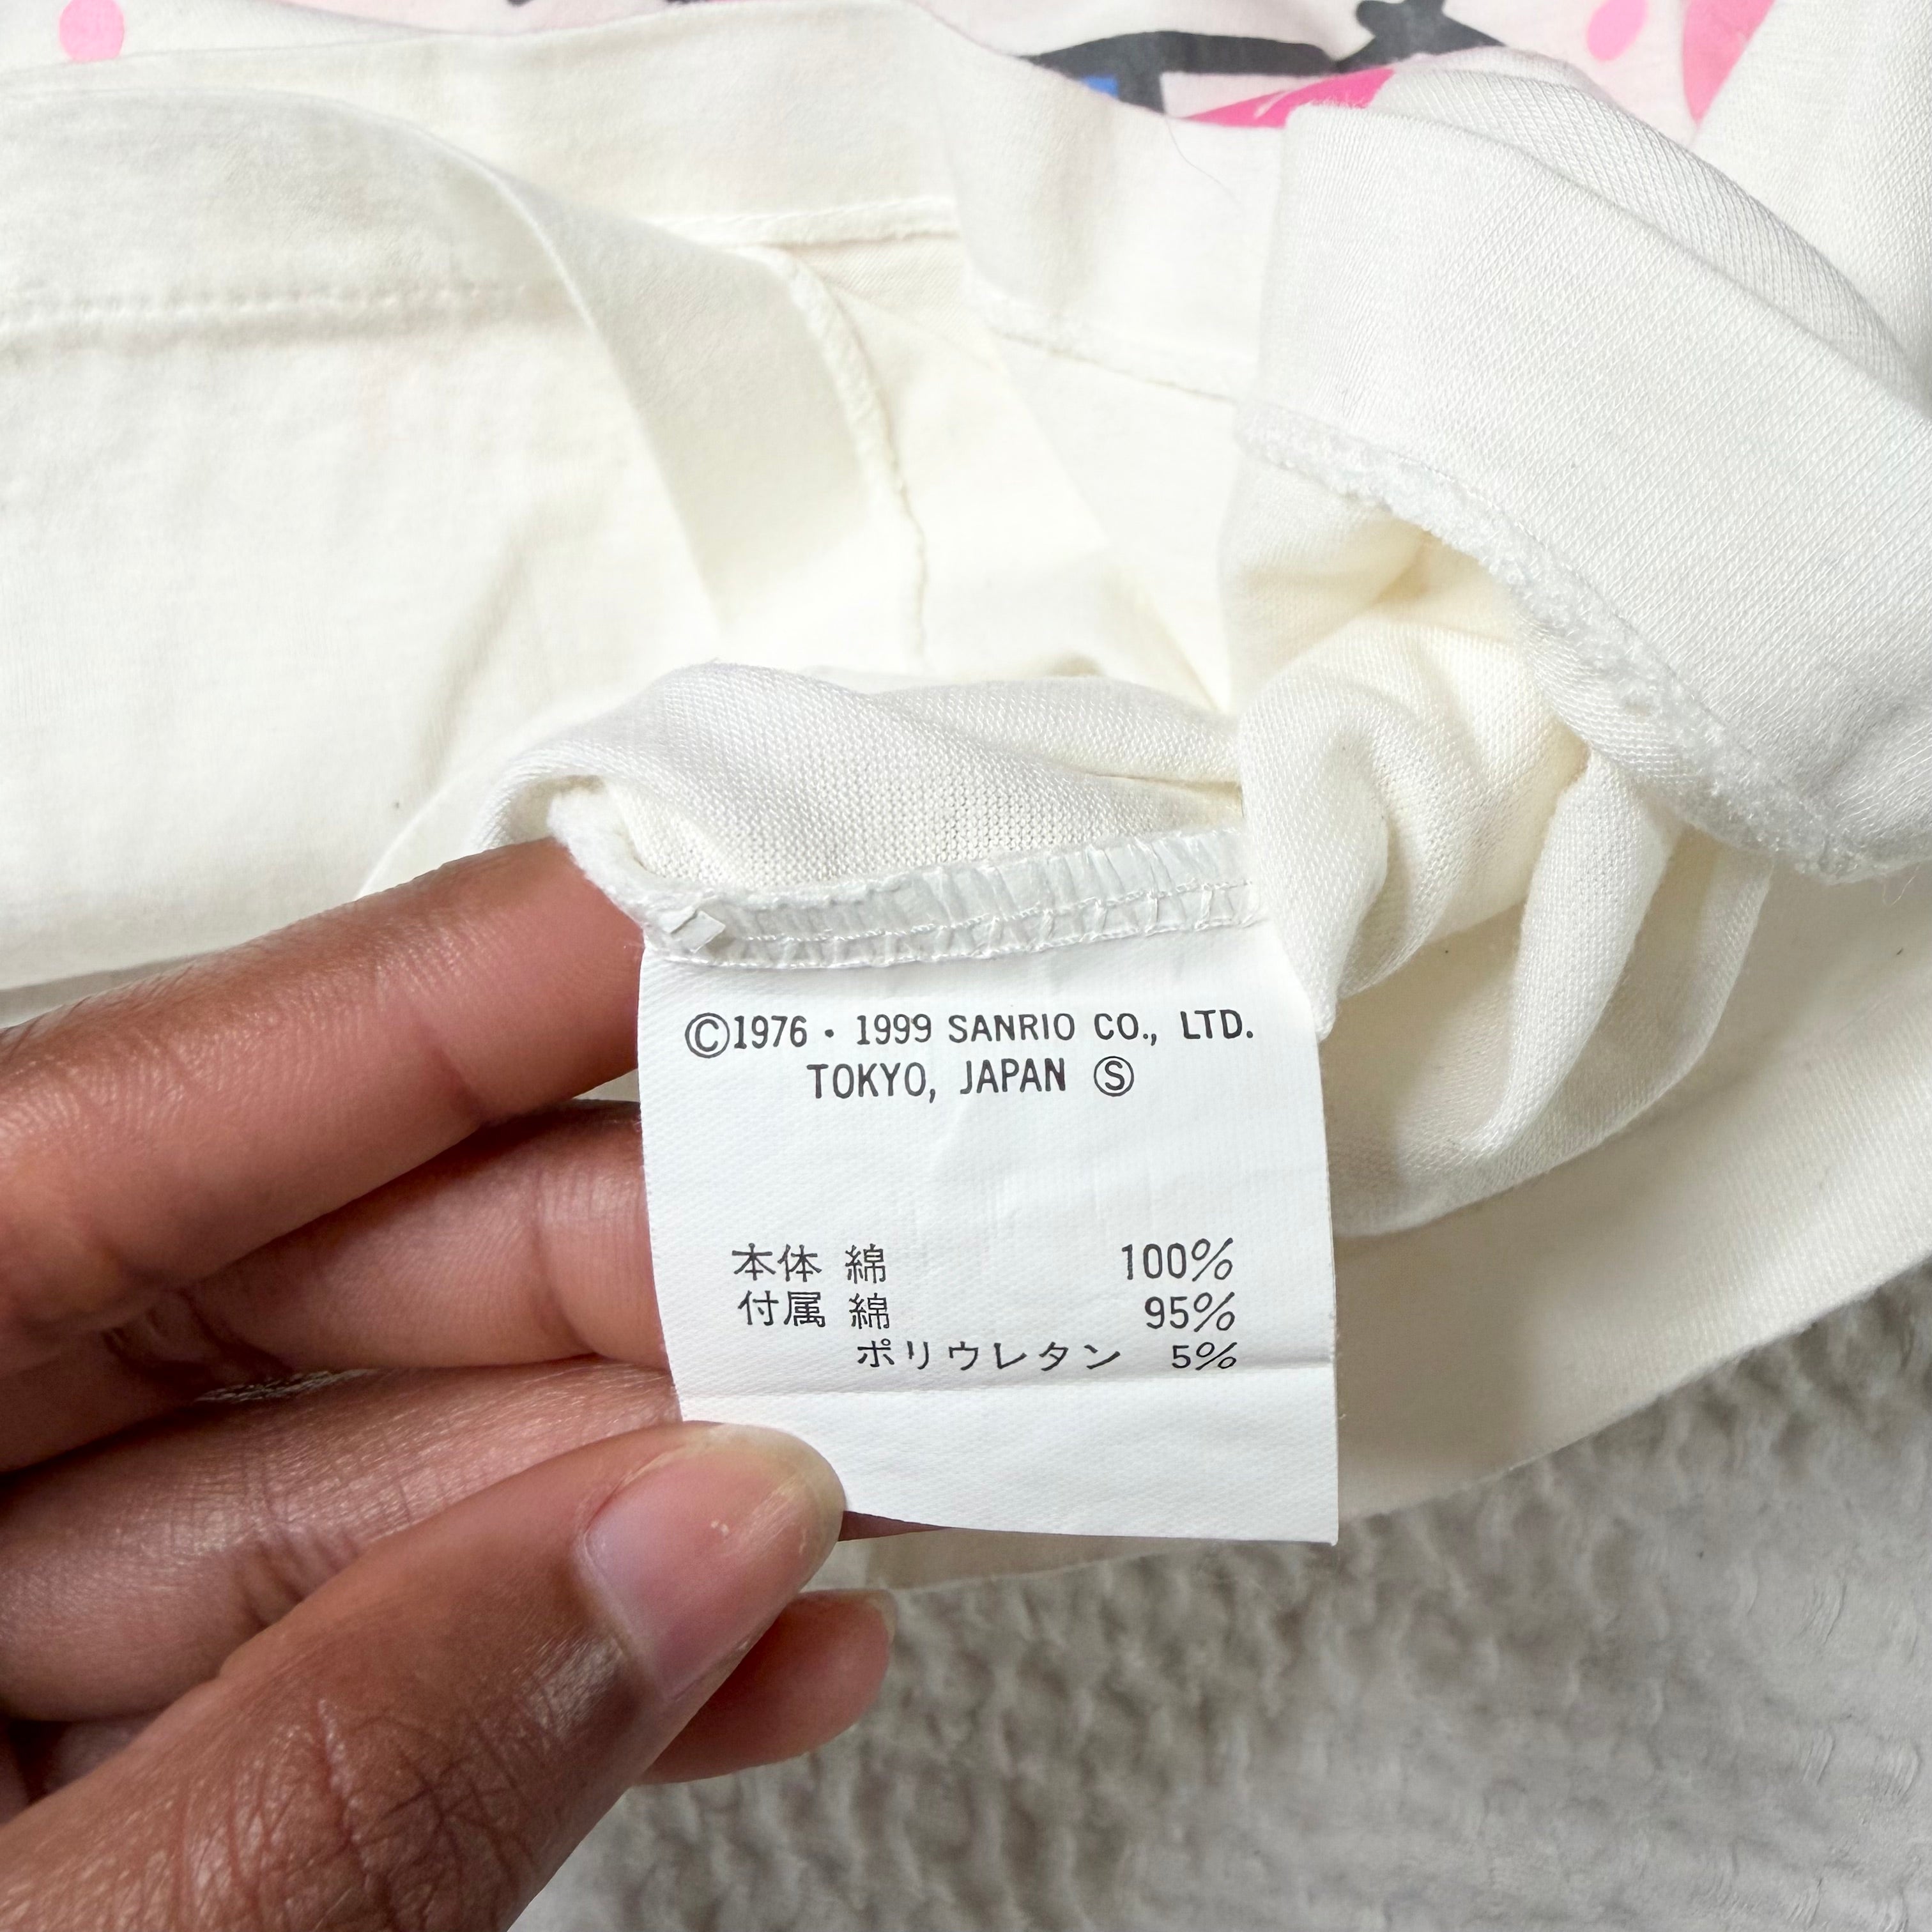 ©1976・1999 SANRIO CO., LTD.
TOKYO, JAPAN Ⓢ
本体 綿 100%
付属 綿 95%
ポリウレタン 5%